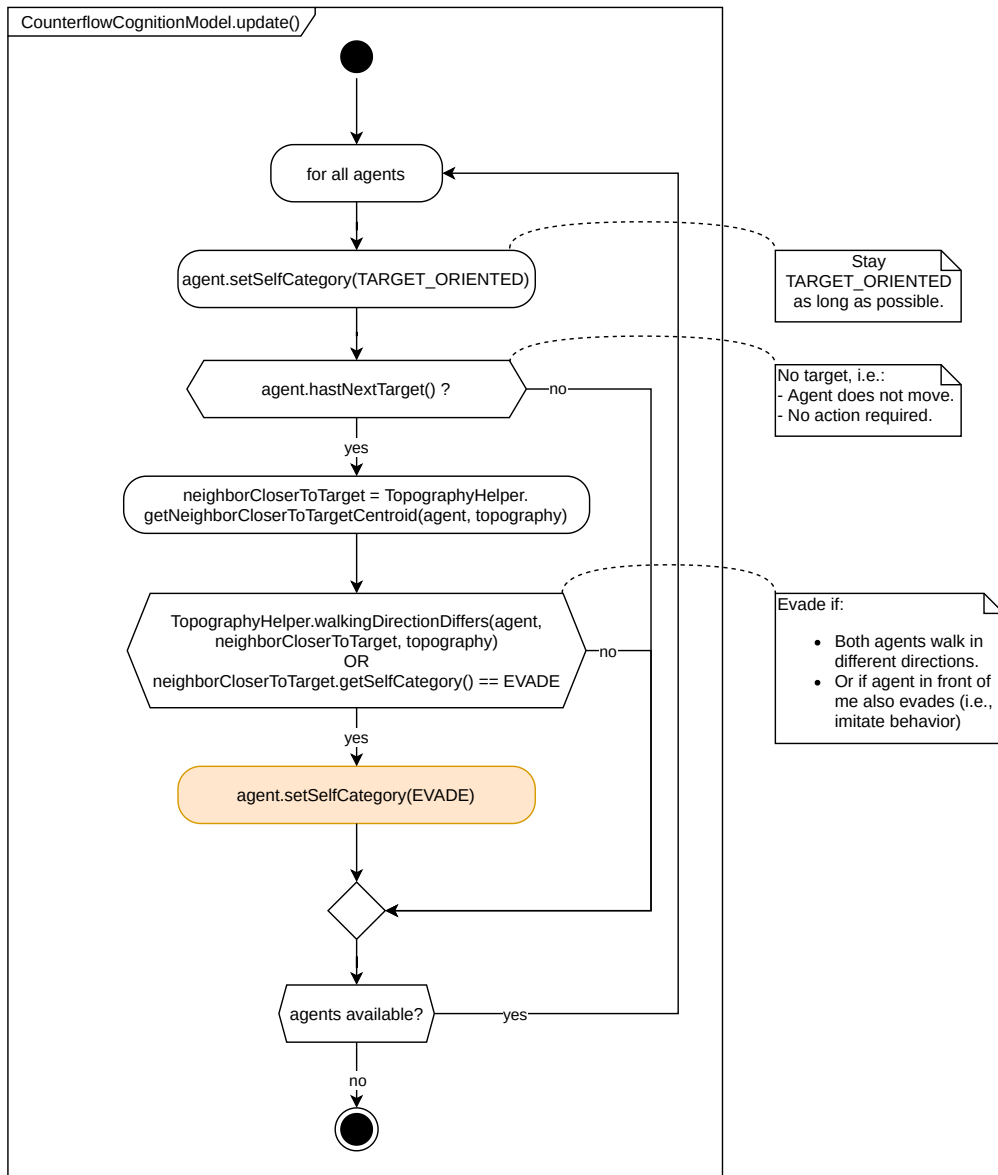 CounterflowCognitionModel.update()
for all agents
agent.setSelfCategory(TARGET_ORIENTED)
Stay
TARGET_ORIENTED
as long as possible.
agent.hastNextTarget() ?
no
No target, i.e.:
- Agent does not move.
- No action required.
yes
neighborCloserToTarget = TopographyHelper.
getNeighborCloserToTargetCentroid(agent, topography)
TopographyHelper.walkingDirectionDiffers(agent,
neighborCloserToTarget, topography)
OR
neighborCloserToTarget.getSelfCategory() == EVADE
no
Evade if:
• Both agents walk in
different directions.
• Or if agent in front of
me also evades (i.e.,
imitate behavior)
yes
agent.setSelfCategory(EVADE)
agents available?
yes
no